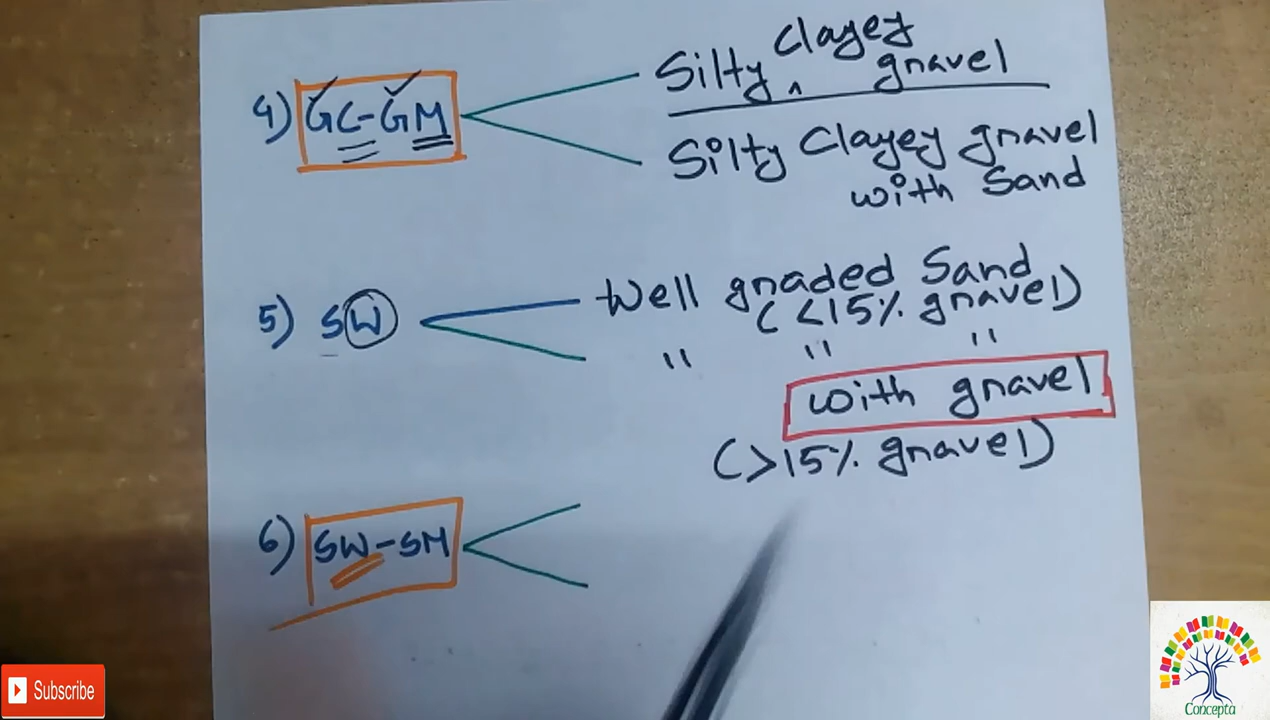 Clayey
4) GC-GM Silty ^ gravel
Silty Clayey gravel
with Sand
5) SW Well graded Sand
(<15% gravel)
" " "
with gravel
(>15% gravel)
6) SW-SM
Subscribe
Concepta